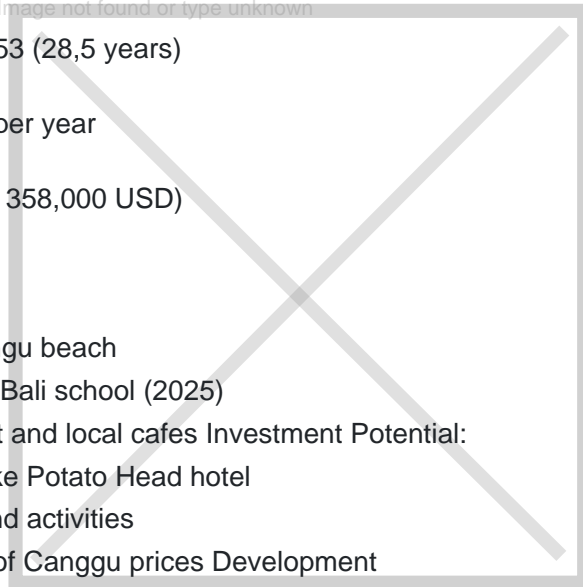 Image not found or type unknown
53 (28,5 years)
per year
358,000 USD)
gu beach
Bali school (2025)
t and local cafes Investment Potential:
ke Potato Head hotel
nd activities
of Canggu prices Development